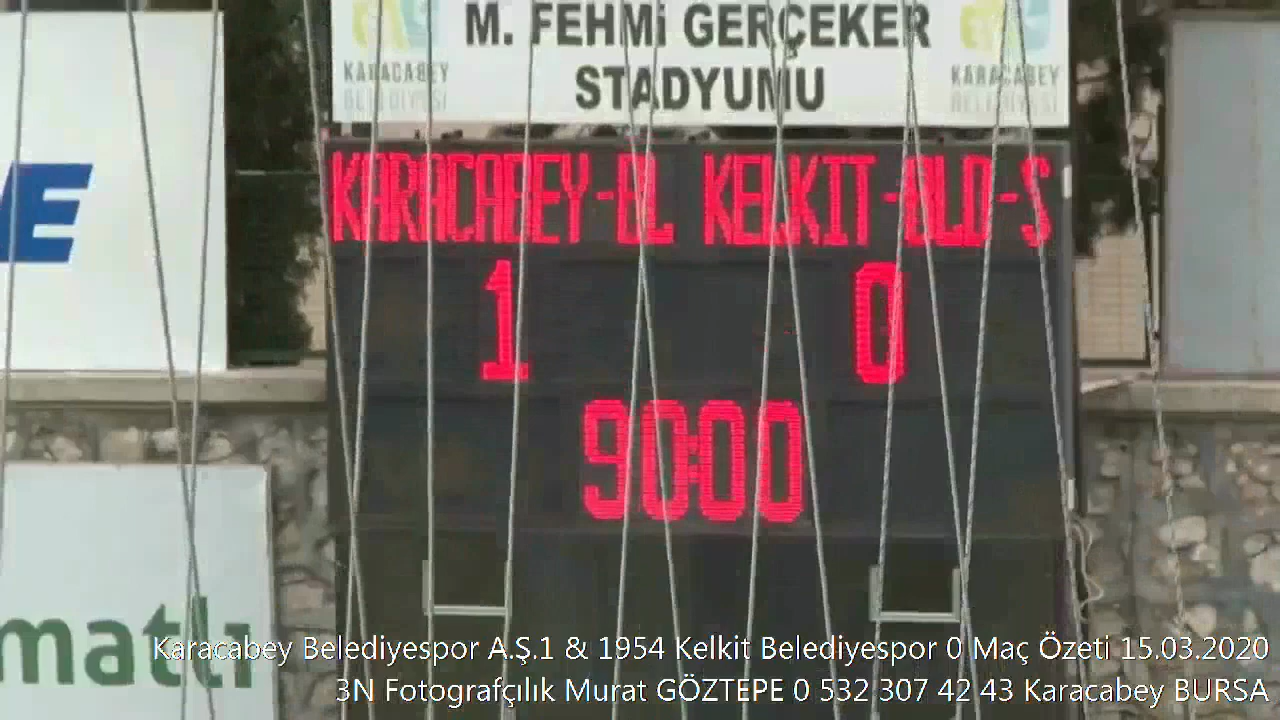 M. FEHMİ GERÇEKER
STADYUMU
KARACABEY
BELEDİYESİ
KARACABEY
BELEDİYESİ
KARACABEY-BL KELKIT-BLD-S
1 0
90:00
E
matlı
Karacabey Belediyespor A.Ş.1 & 1954 Kelkit Belediyespor 0 Maç Özeti 15.03.2020
3N Fotografçılık Murat GÖZTEPE 0 532 307 42 43 Karacabey BURSA